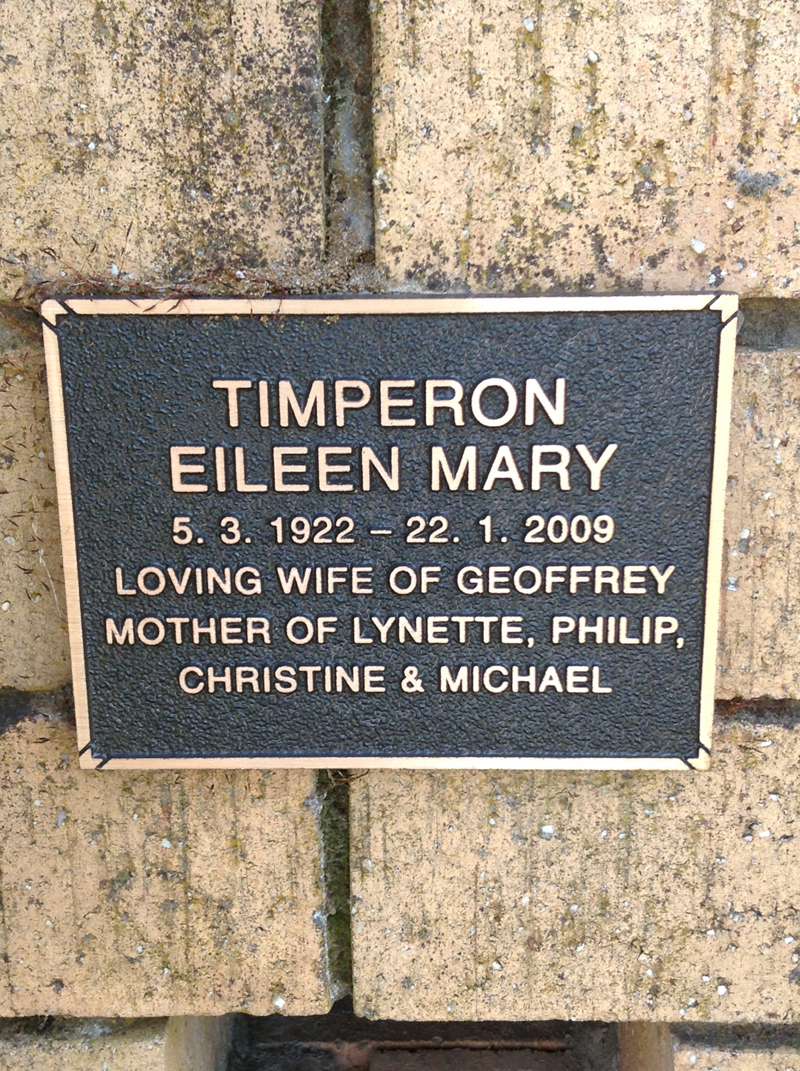 TIMPERON
EILEEN MARY
5. 3. 1922 – 22. 1. 2009
LOVING WIFE OF GEOFFREY
MOTHER OF LYNETTE, PHILIP,
CHRISTINE & MICHAEL